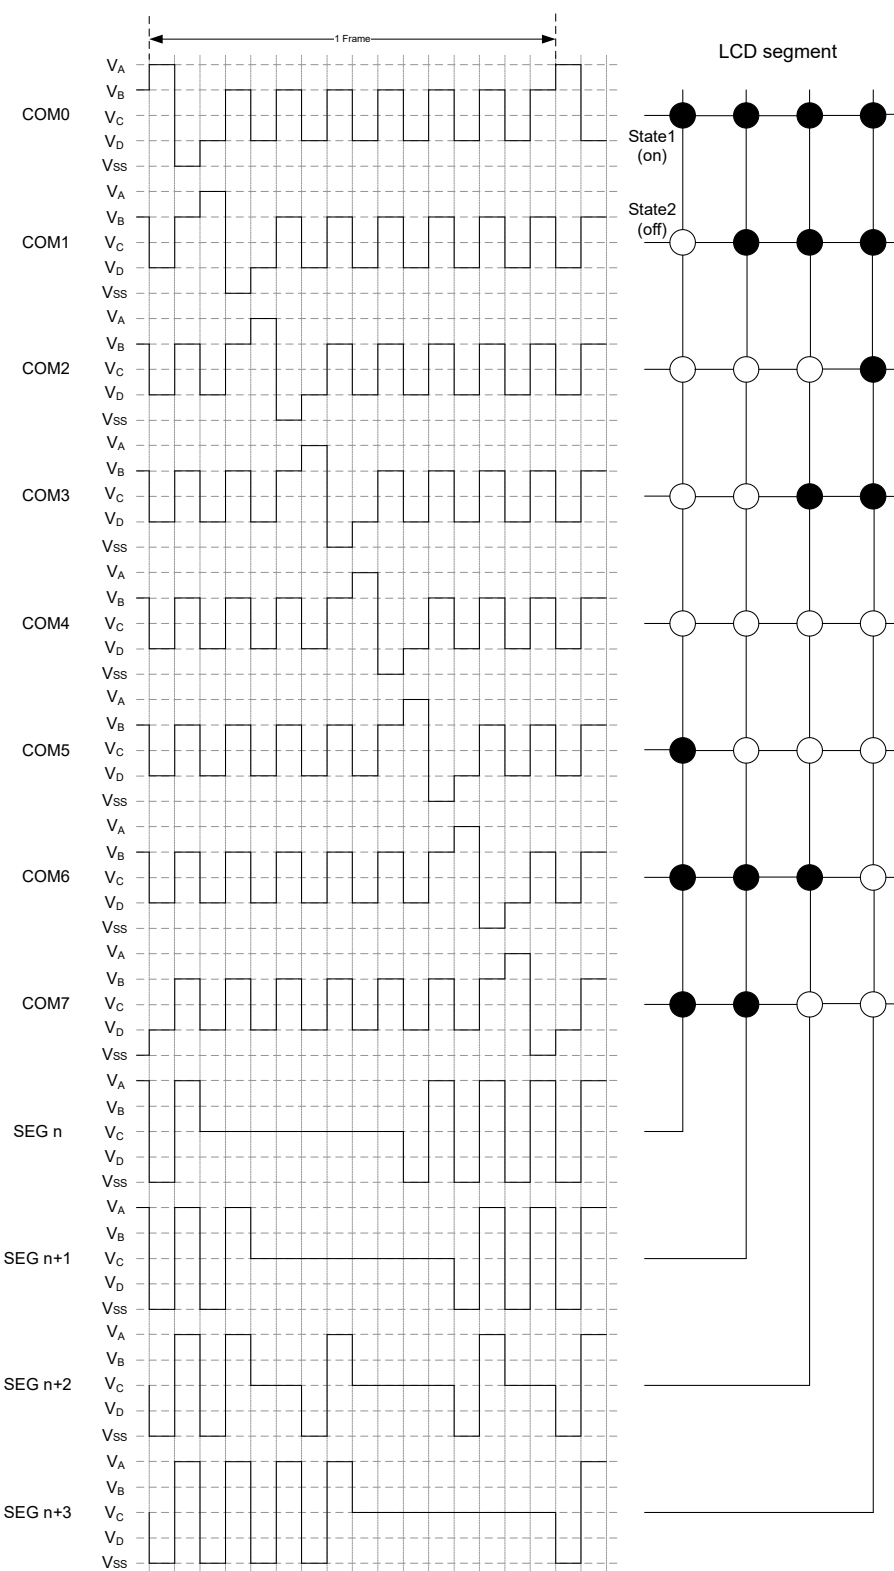 1 Frame
LCD segment
COM0
VA
VB
VC
VD
VSS
State1
(on)
COM1
VA
VB
VC
VD
VSS
State2
(off)
COM2
VA
VB
VC
VD
VSS
COM3
VA
VB
VC
VD
VSS
COM4
VA
VB
VC
VD
VSS
COM5
VA
VB
VC
VD
VSS
COM6
VA
VB
VC
VD
VSS
COM7
VA
VB
VC
VD
VSS
SEG n
VA
VB
VC
VD
VSS
SEG n+1
VA
VB
VC
VD
VSS
SEG n+2
VA
VB
VC
VD
VSS
SEG n+3
VA
VB
VC
VD
VSS